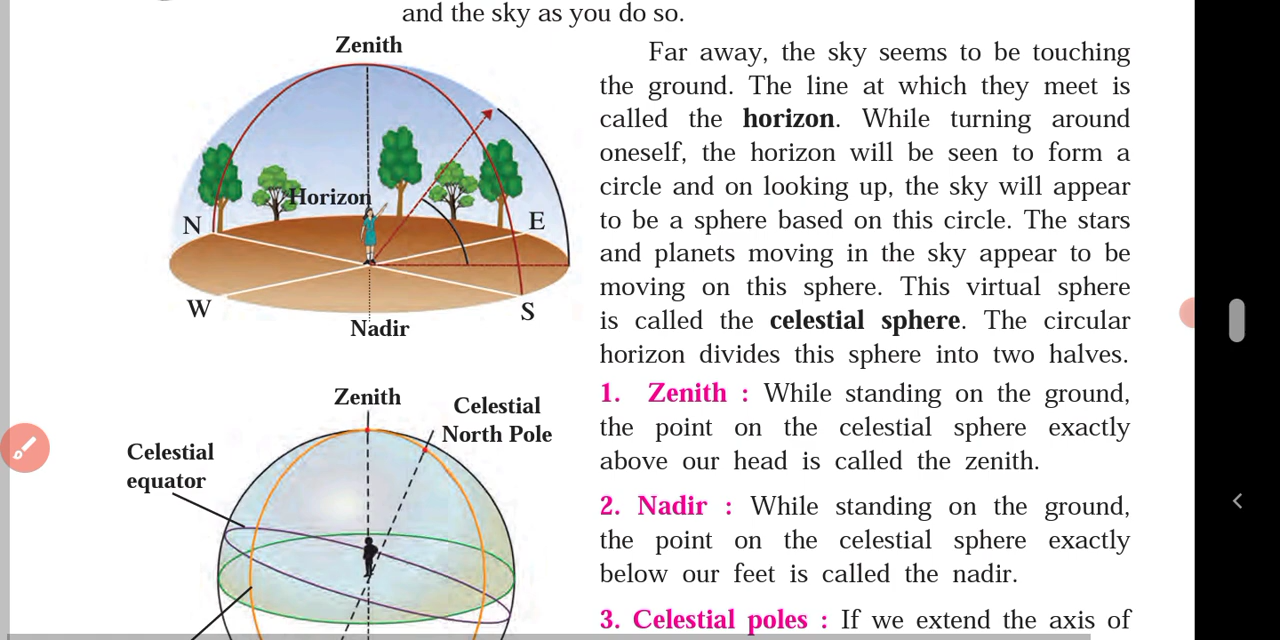 and the sky as you do so.
Zenith
Horizon
N
E
W
S
Nadir
Far away, the sky seems to be touching
the ground. The line at which they meet is
called the horizon. While turning around
oneself, the horizon will be seen to form a
circle and on looking up, the sky will appear
to be a sphere based on this circle. The stars
and planets moving in the sky appear to be
moving on this sphere. This virtual sphere
is called the celestial sphere. The circular
horizon divides this sphere into two halves.
Zenith
Celestial
North Pole
Celestial
equator
1. Zenith : While standing on the ground,
the point on the celestial sphere exactly
above our head is called the zenith.
2. Nadir : While standing on the ground,
the point on the celestial sphere exactly
below our feet is called the nadir.
3. Celestial poles : If we extend the axis of